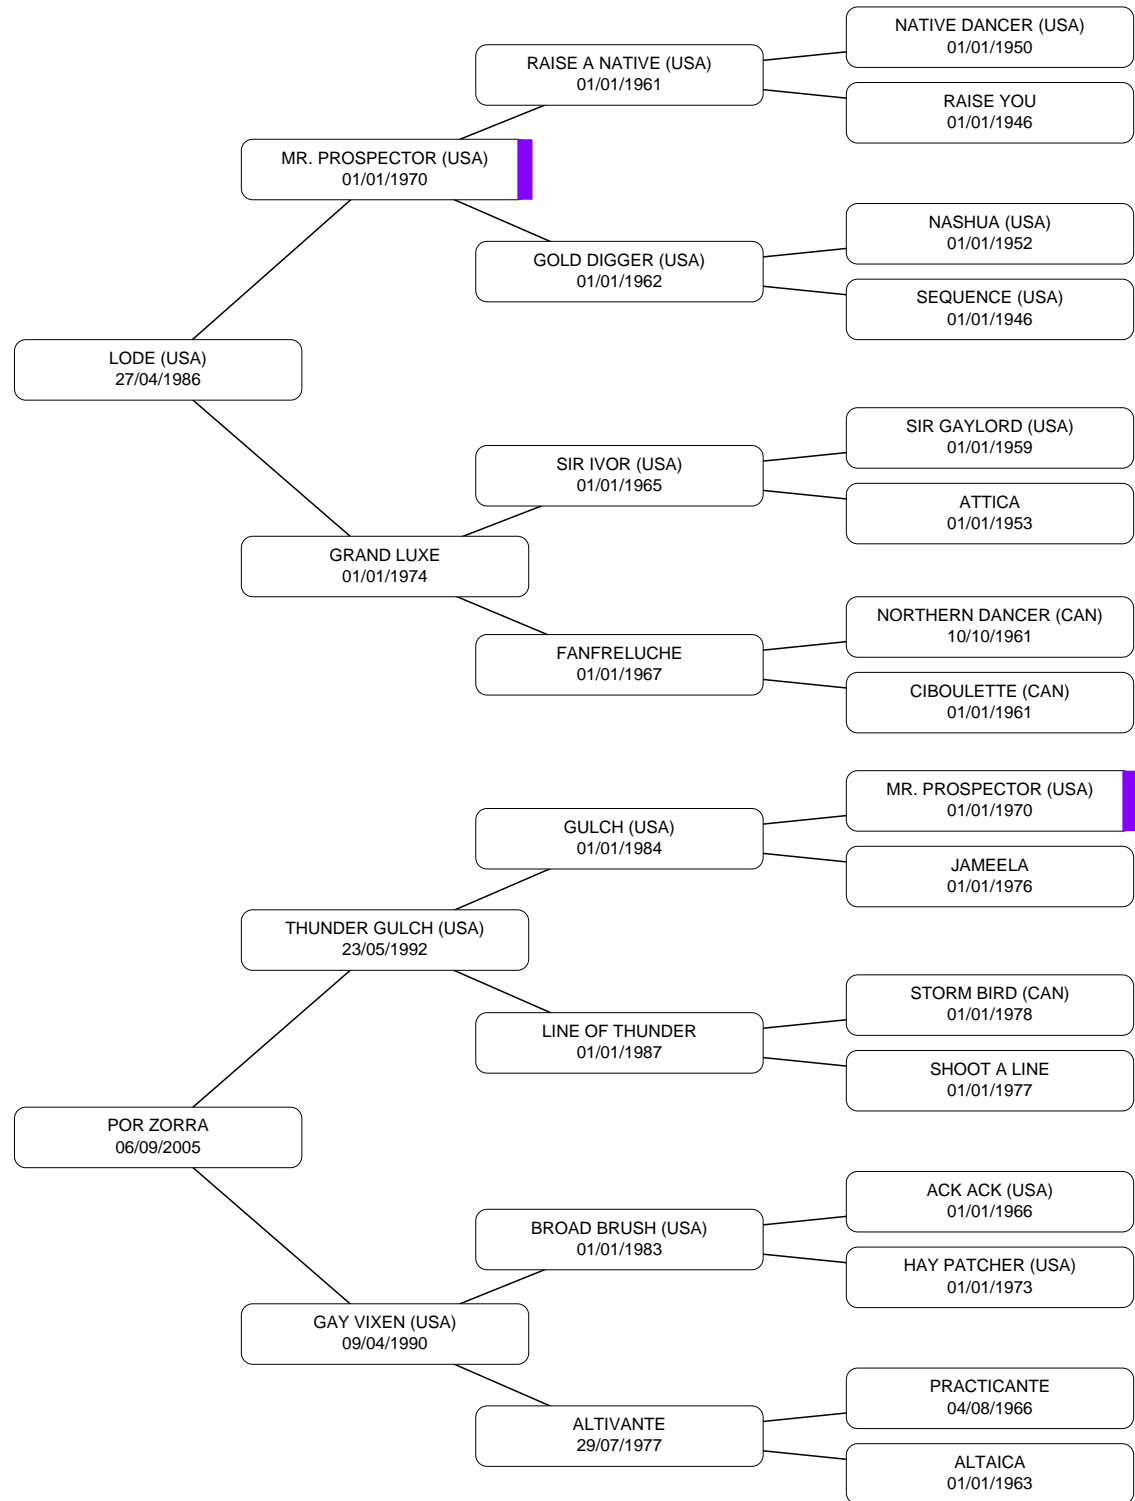 NATIVE DANCER (USA)
01/01/1950
RAISE A NATIVE (USA)
01/01/1961
RAISE YOU
01/01/1946
MR. PROSPECTOR (USA)
01/01/1970
NASHUA (USA)
01/01/1952
GOLD DIGGER (USA)
01/01/1962
SEQUENCE (USA)
01/01/1946
LODE (USA)
27/04/1986
SIR GAYLORD (USA)
01/01/1959
SIR IVOR (USA)
01/01/1965
ATTICA
01/01/1953
GRAND LUXE
01/01/1974
NORTHERN DANCER (CAN)
10/10/1961
FANFRELUCHE
01/01/1967
CIBOULETTE (CAN)
01/01/1961
MR. PROSPECTOR (USA)
01/01/1970
GULCH (USA)
01/01/1984
JAMEELA
01/01/1976
THUNDER GULCH (USA)
23/05/1992
STORM BIRD (CAN)
01/01/1978
LINE OF THUNDER
01/01/1987
SHOOT A LINE
01/01/1977
POR ZORRA
06/09/2005
ACK ACK (USA)
01/01/1966
BROAD BRUSH (USA)
01/01/1983
HAY PATCHER (USA)
01/01/1973
GAY VIXEN (USA)
09/04/1990
PRACTICANTE
04/08/1966
ALTIVANTE
29/07/1977
ALTAICA
01/01/1963